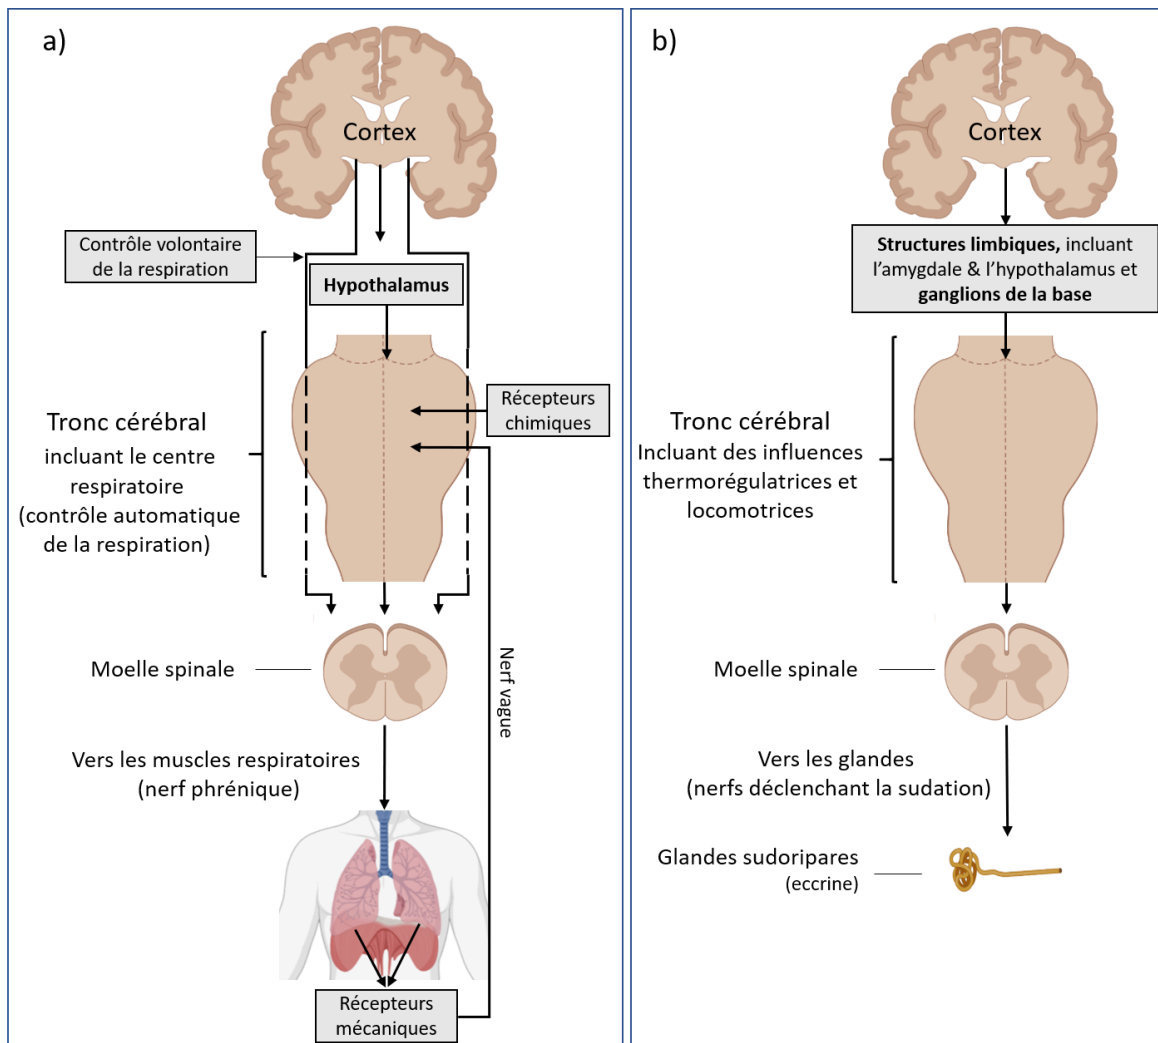 a)
Cortex
Contrôle volontaire
de la respiration
Hypothalamus
Récepteurs
chimiques
Tronc cérébral
incluant le centre
respiratoire
(contrôle automatique
de la respiration)
Moelle spinale
Nerf vague
Vers les muscles respiratoires
(nerf phrénique)
Récepteurs
mécaniques
b)
Cortex
Structures limbiques, incluant
l'amygdale & l'hypothalamus et
ganglions de la base
Tronc cérébral
Incluant des influences
thermorégulatrices et
locomotrices
Moelle spinale
Vers les glandes
(nerfs déclenchant la sudation)
Glandes sudoripares
(eccrine)